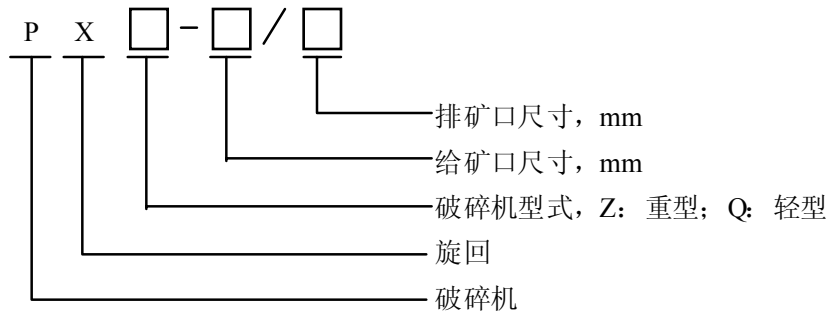 P X □-□/□
排矿口尺寸，mm
给矿口尺寸，mm
破碎机型式，Z：重型；Q：轻型
旋回
破碎机